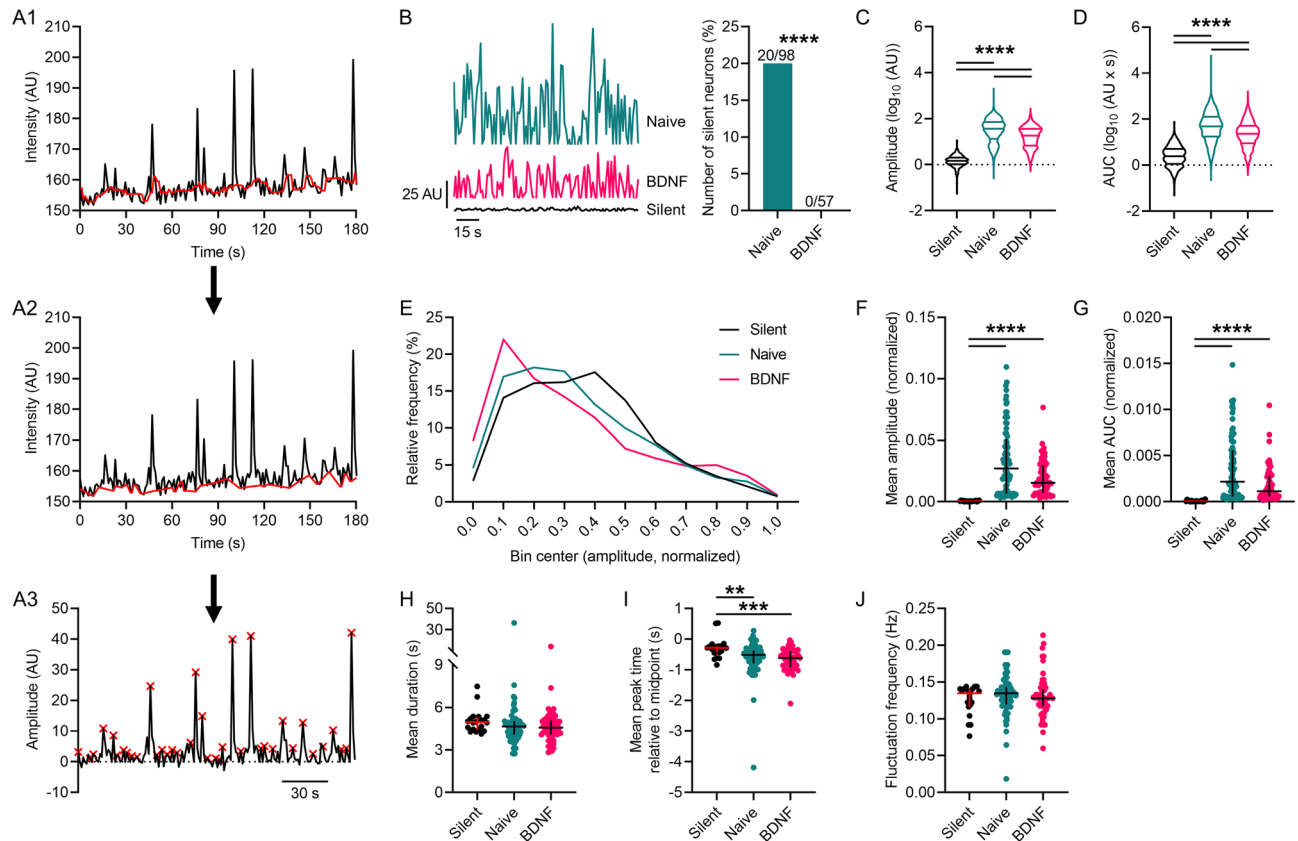 A1
Intensity (AU)
210
200
190
180
170
160
150
0 30 60 90 120 150 180
Time (s)
B
Naive
BDNF
Silent
25 AU
15 s
Number of silent neurons (%)
25
20
15
10
5
0
20/98
****
0/57
Naive
BDNF
C
Amplitude (log10 (AU))
6
4
2
0
-2
****
Silent
Naive
BDNF
D
AUC (log10 (AU x s))
6
4
2
0
-2
****
Silent
Naive
BDNF
A2
Intensity (AU)
210
200
190
180
170
160
150
0 30 60 90 120 150 180
Time (s)
E
Relative frequency (%)
25
20
15
10
5
0
Silent
Naive
BDNF
0.0 0.1 0.2 0.3 0.4 0.5 0.6 0.7 0.8 0.9 1.0
Bin center (amplitude, normalized)
F
Mean amplitude (normalized)
0.15
0.10
0.05
0.00
****
Silent
Naive
BDNF
G
Mean AUC (normalized)
0.020
0.015
0.010
0.005
0.000
****
Silent
Naive
BDNF
A3
Amplitude (AU)
50
40
30
20
10
0
-10
30 s
H
Mean duration (s)
50
30
9
6
3
0
Silent
Naive
BDNF
I
Mean peak time
relative to midpoint (s)
1
0
-1
-2
-3
-4
-5
**
***
Silent
Naive
BDNF
J
Fluctuation frequency (Hz)
0.25
0.20
0.15
0.10
0.05
0.00
Silent
Naive
BDNF